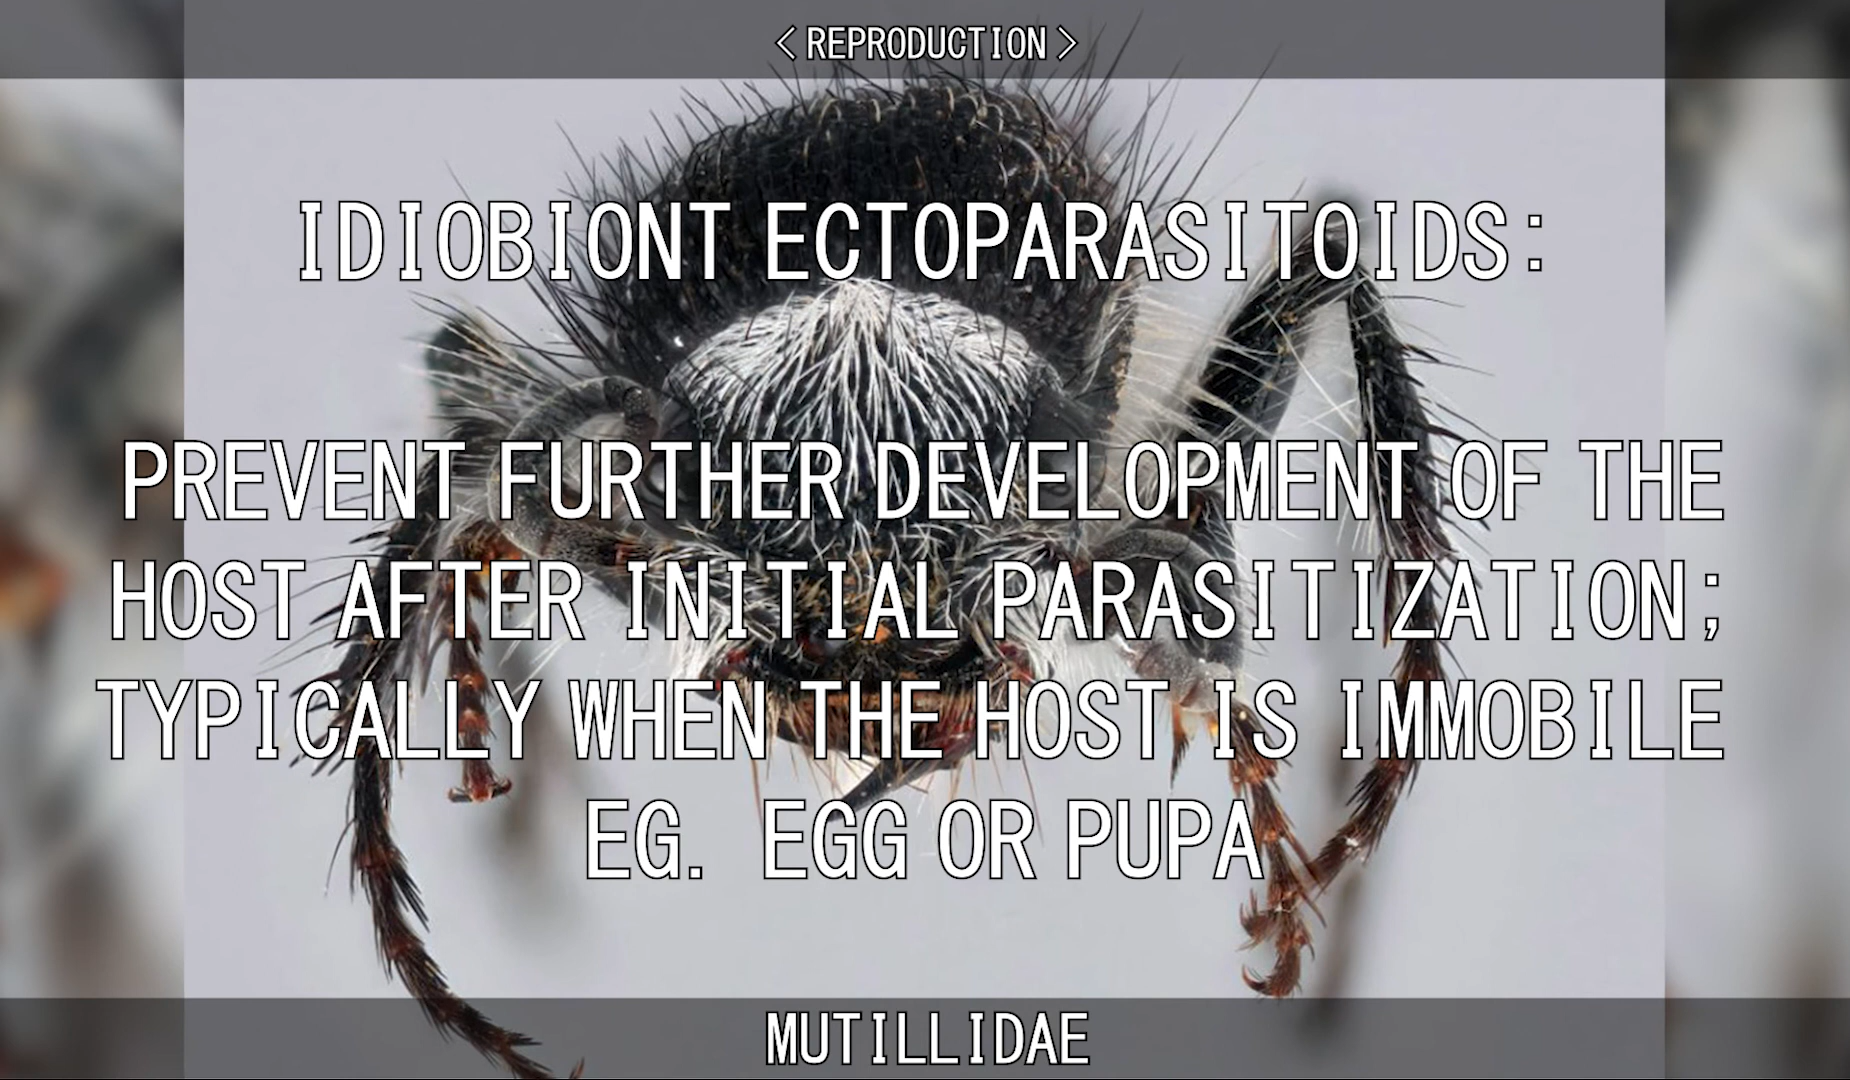 <REPRODUCTION>
IDIOBIONT ECTOPARASITOIDS:
PREVENT FURTHER DEVELOPMENT OF THE
HOST AFTER INITIAL PARASITIZATION;
TYPICALLY WHEN THE HOST IS IMMOBILE
EG. EGG OR PUPA
MUTILLIDAE